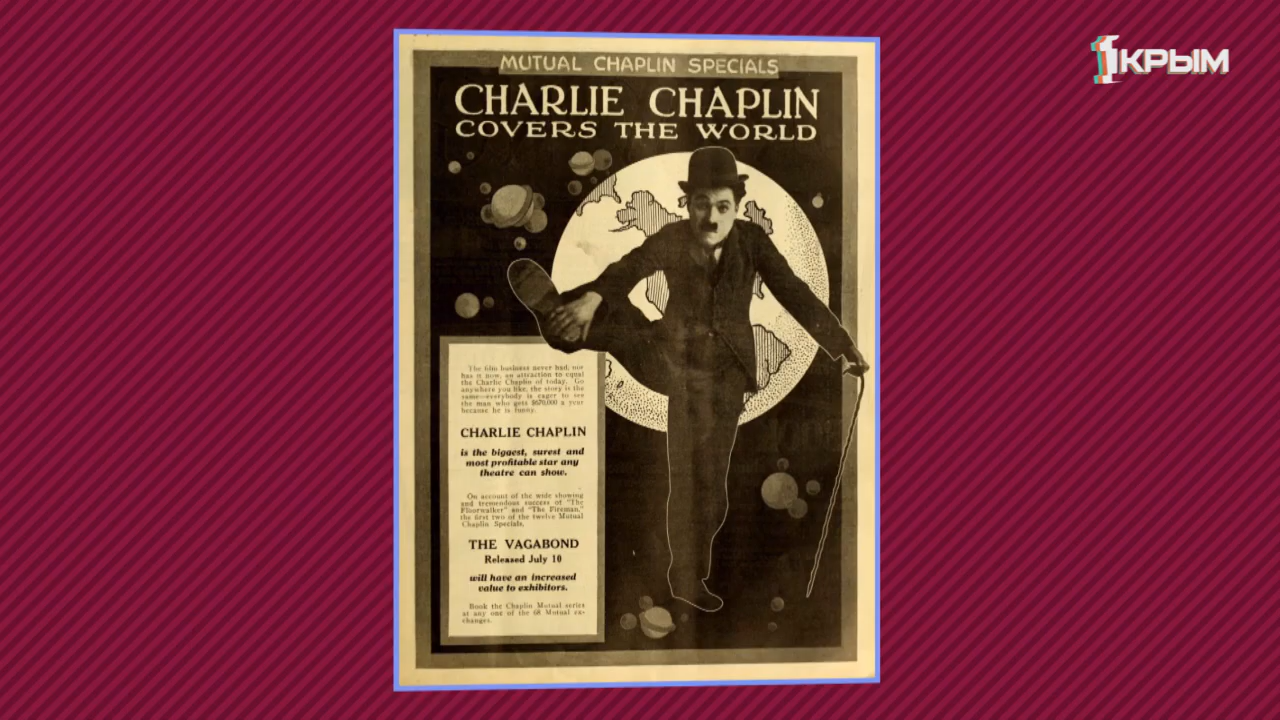 MUTUAL CHAPLIN SPECIALS
CHARLIE CHAPLIN
COVERS THE WORLD
1КРЫМ
The film business never had, nor
has it now, an attraction to equal
the Charlie Chaplin of today. Go
anywhere you like, the story is the
same—everybody is eager to see
the man who gets $670,000 a year
because he is funny.
CHARLIE CHAPLIN
is the biggest, surest and
most profitable star any
theatre can show.
On account of the wide showing
and tremendous success of "The
Floorwalker" and "The Fireman,"
the first two of the twelve Mutual
Chaplin Specials,
THE VAGABOND
Released July 10
will have an increased
value to exhibitors.
Book the Chaplin Mutual series
at any one of the 68 Mutual ex-
changes.